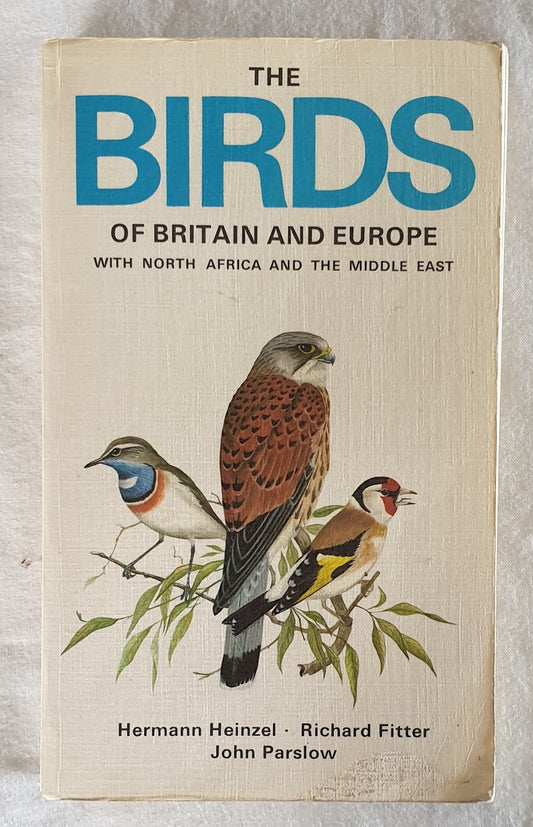 THE
BIRDS
OF BRITAIN AND EUROPE
WITH NORTH AFRICA AND THE MIDDLE EAST
Hermann Heinzel · Richard Fitter
John Parslow